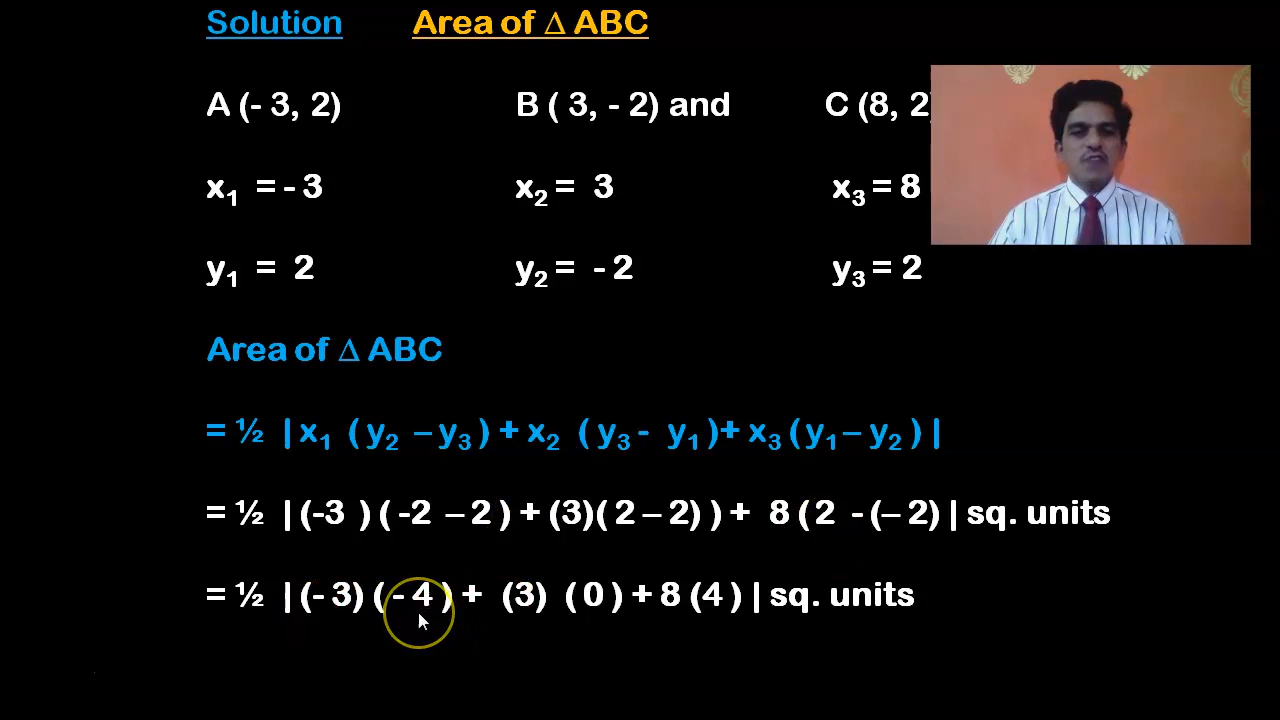 Solution Area of ∆ ABC
A (- 3, 2) B ( 3, - 2) and C (8, 2)
x₁ = - 3 x₂ = 3 x₃ = 8
y₁ = 2 y₂ = - 2 y₃ = 2
Area of ∆ ABC
= ½ | x₁ ( y₂ – y₃ ) + x₂ ( y₃ - y₁ )+ x₃ ( y₁ – y₂ ) |
= ½ | (-3 ) ( -2 – 2 ) + (3)( 2 – 2) ) + 8 ( 2 - (– 2) | sq. units
= ½ | (- 3) ( - 4 ) + (3) ( 0 ) + 8 (4 ) | sq. units